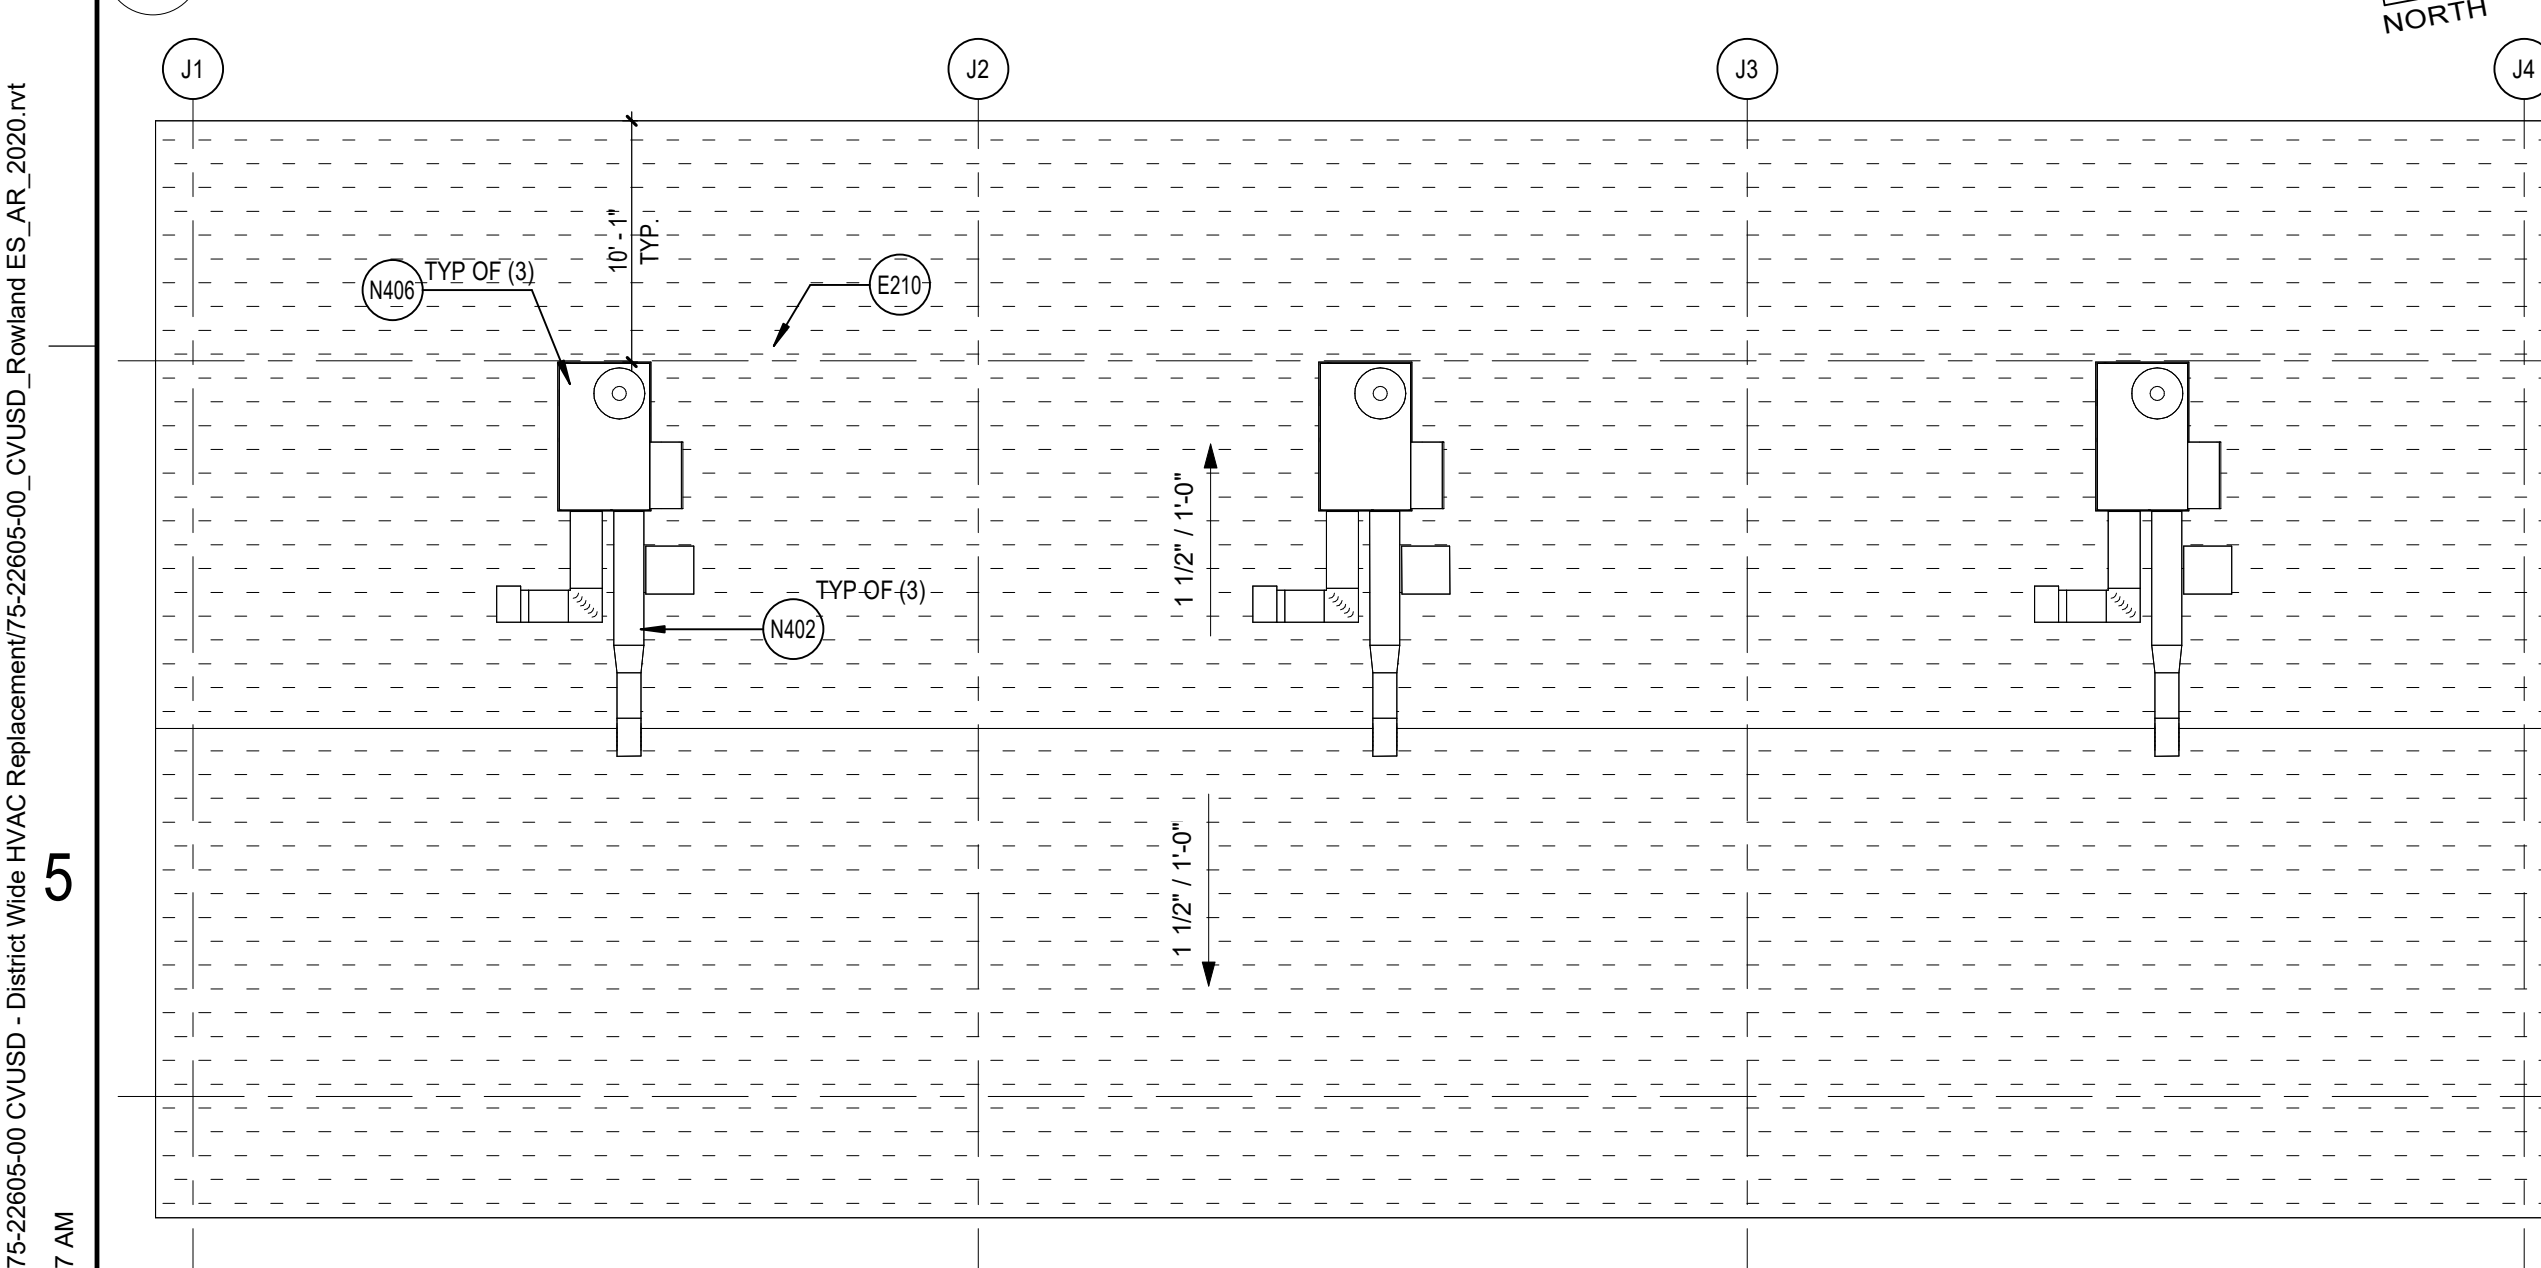 NORTH
J1
J2
J3
J4
10' - 1"
TYP.
TYP OF (3)
N406
E210
1 1/2" / 1'-0"
TYP OF (3)
N402
1 1/2" / 1'-0"
5
75-22605-00 CVUSD - District Wide HVAC Replacement/75-22605-00_CVUSD_Rowland ES_AR_2020.rvt
7 AM